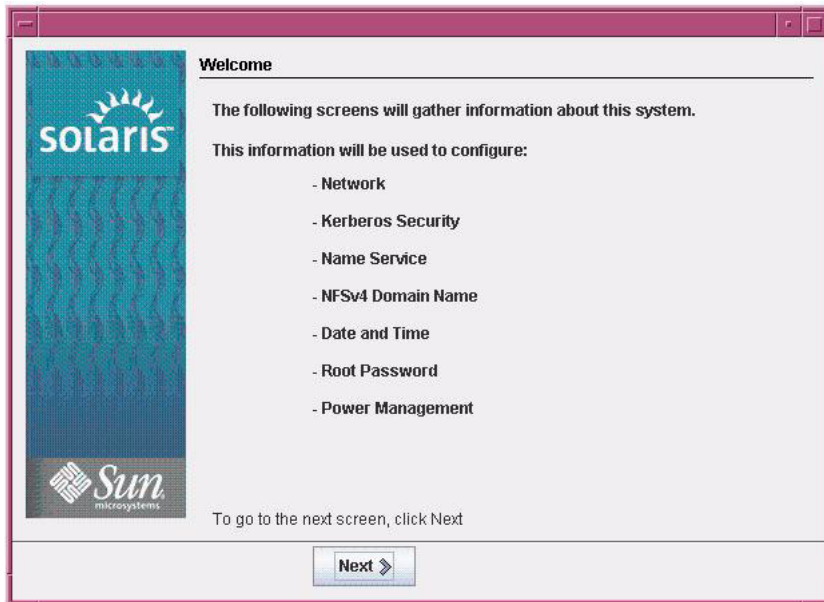 Welcome
solaris™
The following screens will gather information about this system.
This information will be used to configure:
- Network
- Kerberos Security
- Name Service
- NFSv4 Domain Name
- Date and Time
- Root Password
- Power Management
Sun
microsystems
To go to the next screen, click Next
Next